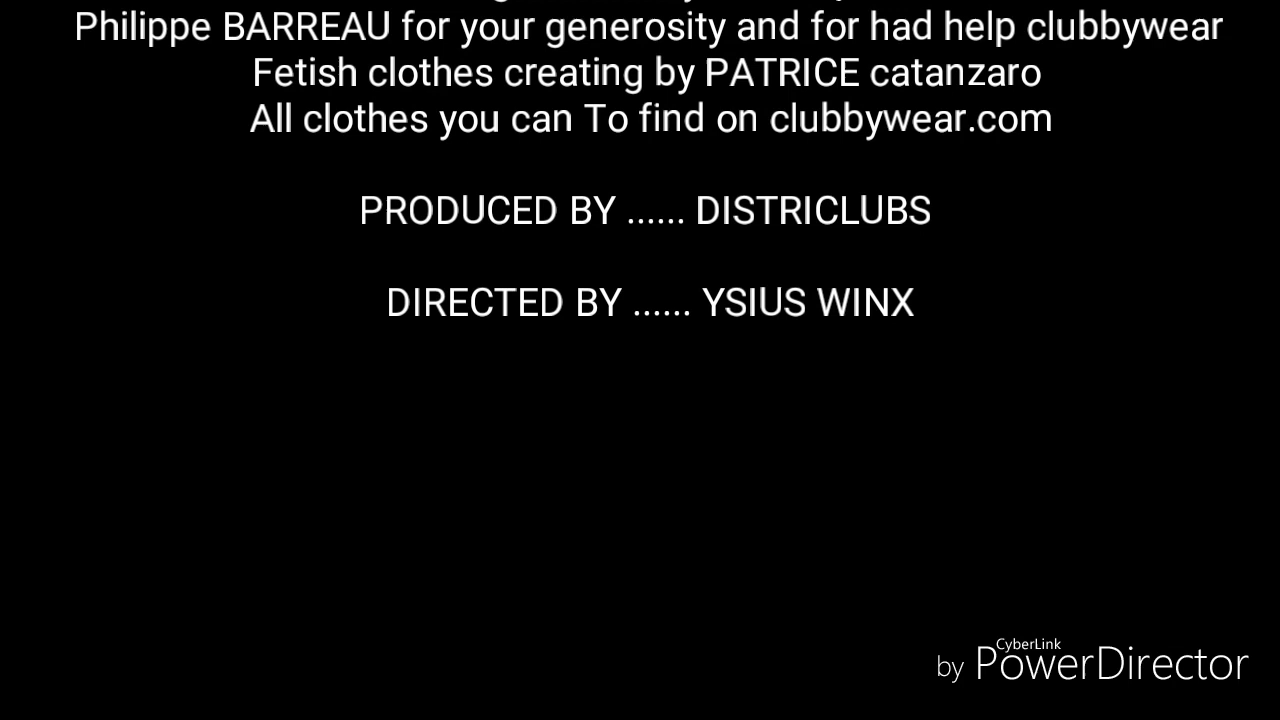 Philippe BARREAU for your generosity and for had help clubbywear
Fetish clothes creating by PATRICE catanzaro
All clothes you can To find on clubbywear.com
PRODUCED BY ...... DISTRICLUBS
DIRECTED BY ...... YSIUS WINX
CyberLink
by PowerDirector